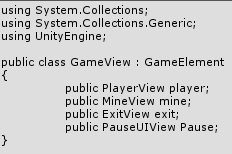 using System.Collections;
using System.Collections.Generic;
using UnityEngine;
public class GameView : GameElement
{
public PlayerView player;
public MineView mine;
public ExitView exit;
public PauseUIView Pause;
}